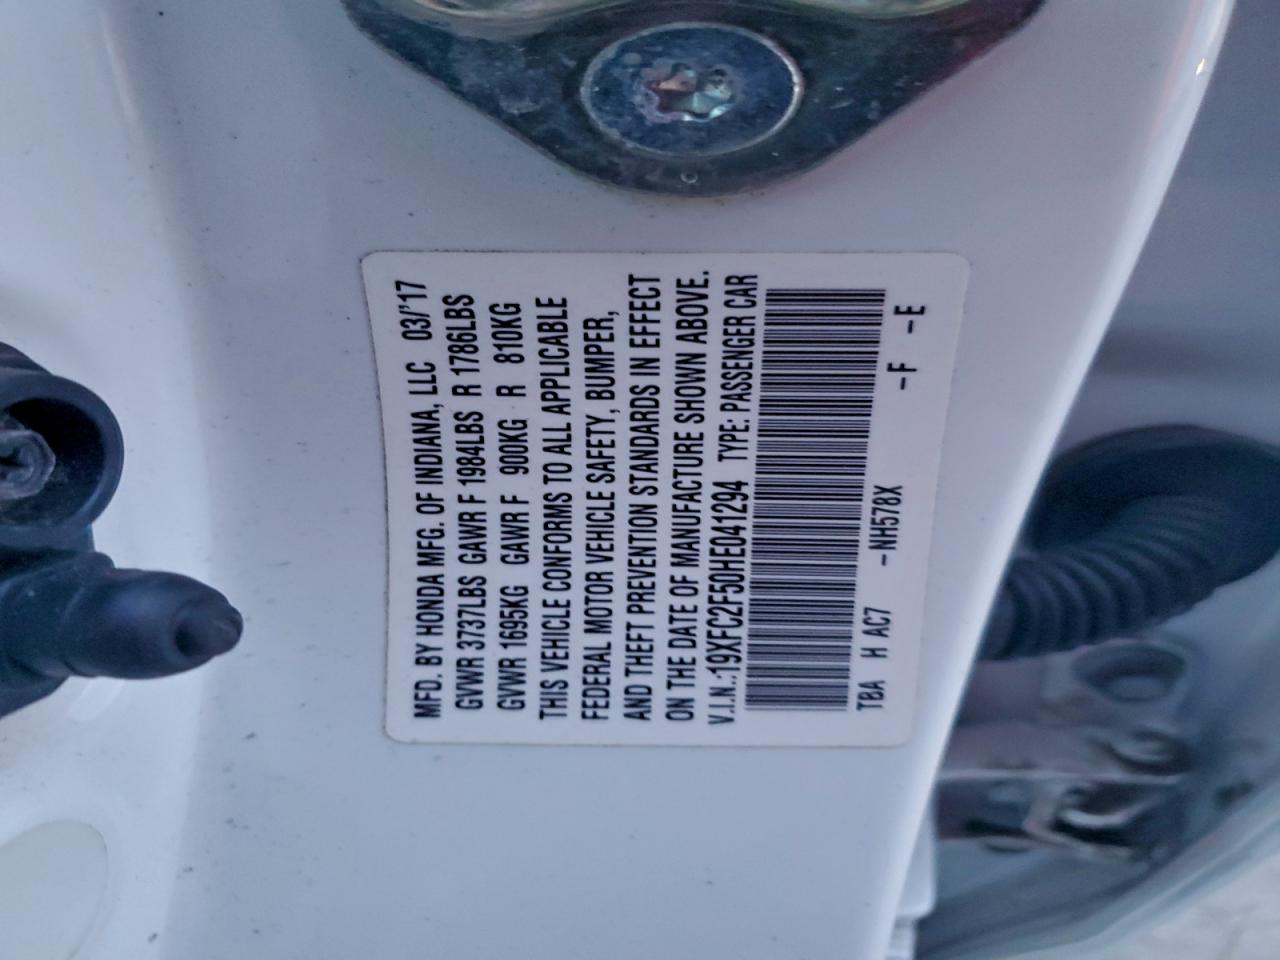 MFD. BY HONDA MFG. OF INDIANA, LLC 03/'17
GVWR 3737LBS GAWR F 1984LBS R 1786LBS
GVWR 1695KG GAWR F 900KG R 810KG
THIS VEHICLE CONFORMS TO ALL APPLICABLE
FEDERAL MOTOR VEHICLE SAFETY, BUMPER,
AND THEFT PREVENTION STANDARDS IN EFFECT
ON THE DATE OF MANUFACTURE SHOWN ABOVE.
V.I.N.:19XFC2F50HE041294 TYPE: PASSENGER CAR
TBA H AC7 -NH578X -F -E